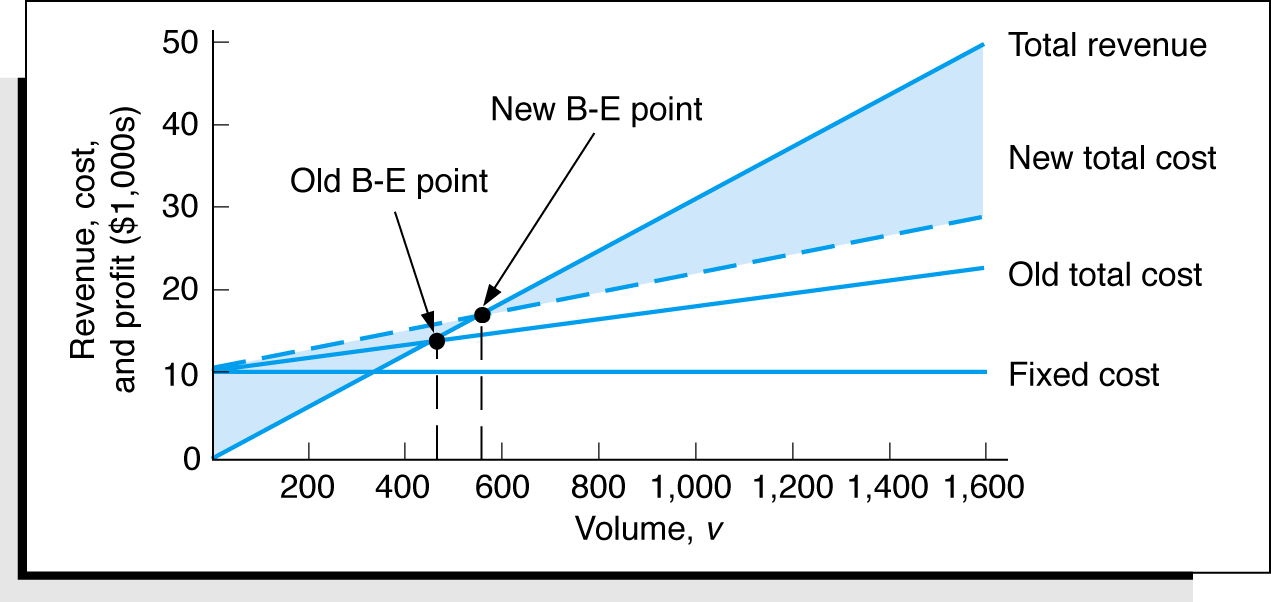 50
Total revenue
New B-E point
40
New total cost
Old B-E point
30
Revenue, cost,
and profit ($1,000s)
Old total cost
20
10
Fixed cost
0
200 400 600 800 1,000 1,200 1,400 1,600
Volume, v